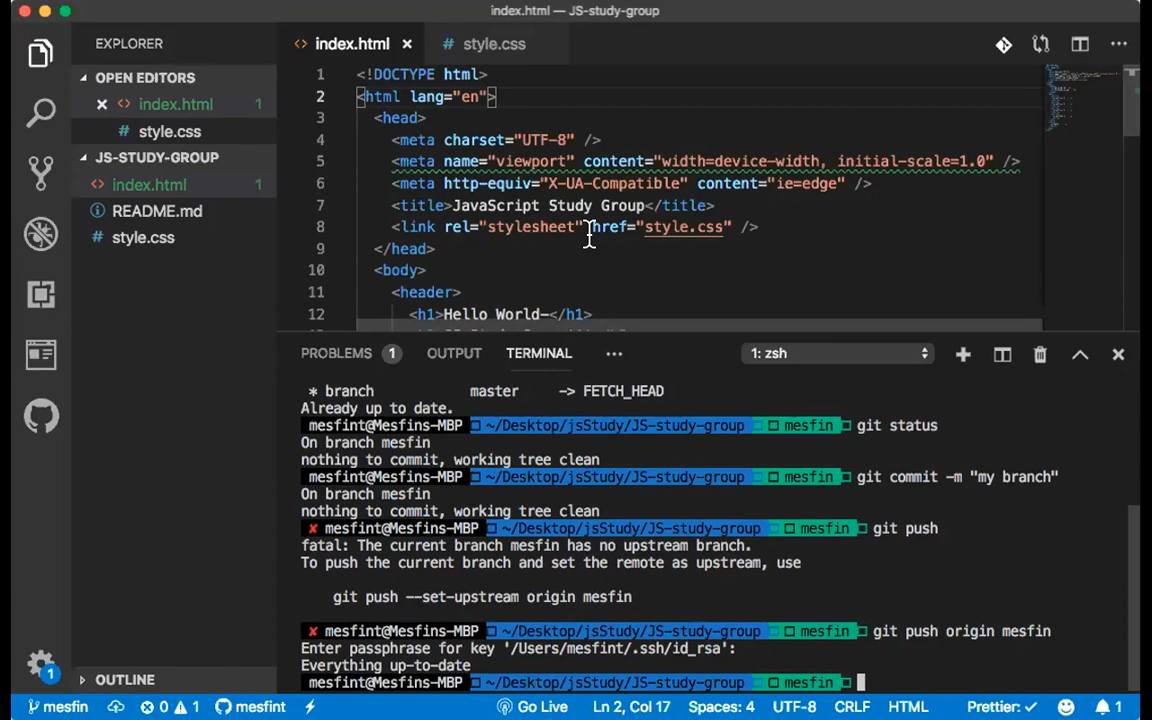 index.html — JS-study-group
EXPLORER
OPEN EDITORS
index.html 1
style.css
JS-STUDY-GROUP
index.html 1
README.md
style.css
OUTLINE
1
index.html
style.css
1 <!DOCTYPE html>
2 <html lang="en">
3 <head>
4 <meta charset="UTF-8" />
5 <meta name="viewport" content="width=device-width, initial-scale=1.0" />
6 <meta http-equiv="X-UA-Compatible" content="ie=edge" />
7 <title>JavaScript Study Group</title>
8 <link rel="stylesheet" href="style.css" />
9 </head>
10 <body>
11 <header>
12 <h1>Hello World-</h1>
PROBLEMS 1 OUTPUT TERMINAL ... 1: zsh
* branch master -> FETCH_HEAD
Already up to date.
mesfint@Mesfins-MBP ~/Desktop/jsStudy/JS-study-group mesfin git status
On branch mesfin
nothing to commit, working tree clean
mesfint@Mesfins-MBP ~/Desktop/jsStudy/JS-study-group mesfin git commit -m "my branch"
On branch mesfin
nothing to commit, working tree clean
✘ mesfint@Mesfins-MBP ~/Desktop/jsStudy/JS-study-group mesfin git push
fatal: The current branch mesfin has no upstream branch.
To push the current branch and set the remote as upstream, use
git push --set-upstream origin mesfin
✘ mesfint@Mesfins-MBP ~/Desktop/jsStudy/JS-study-group mesfin git push origin mesfin
Enter passphrase for key '/Users/mesfint/.ssh/id_rsa':
Everything up-to-date
mesfint@Mesfins-MBP ~/Desktop/jsStudy/JS-study-group mesfin
mesfin 0 1 mesfint Go Live Ln 2, Col 17 Spaces: 4 UTF-8 CRLF HTML Prettier: ✓ 1